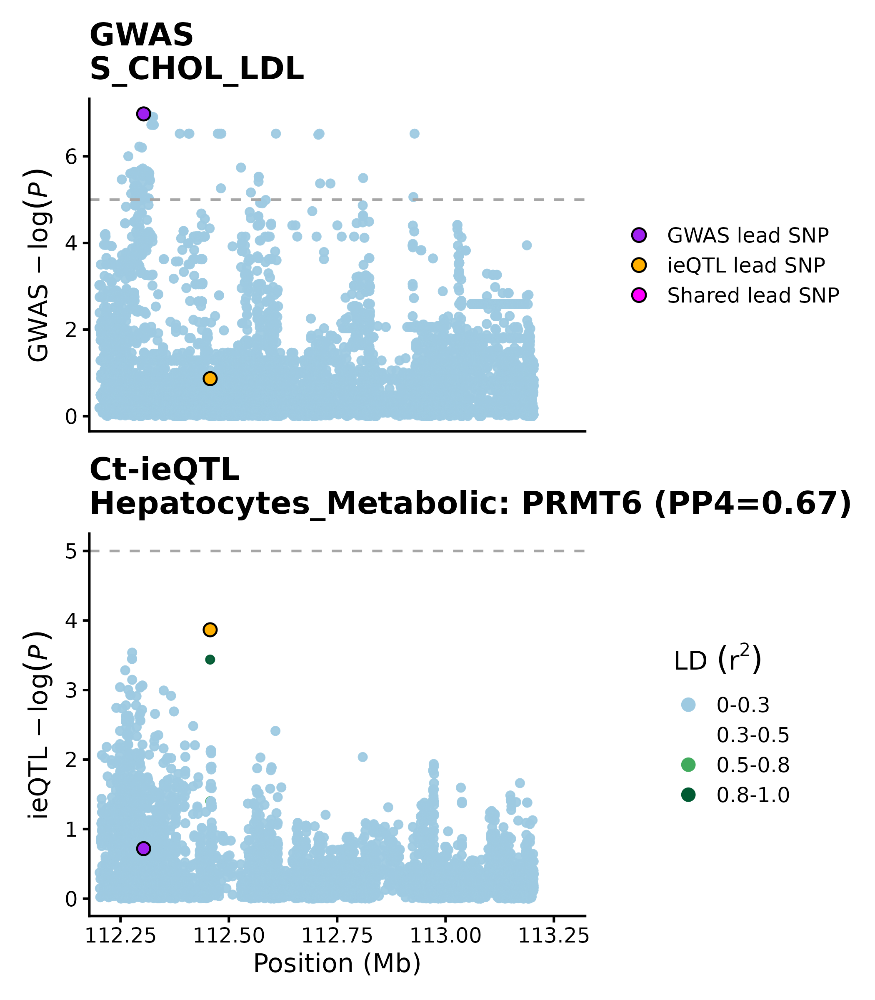 GWAS
S_CHOL_LDL
GWAS −log(P)
6
4
2
0
GWAS lead SNP
ieQTL lead SNP
Shared lead SNP
Ct-ieQTL
Hepatocytes_Metabolic: PRMT6 (PP4=0.67)
ieQTL −log(P)
5
4
3
2
1
0
LD (r²)
0-0.3
0.3-0.5
0.5-0.8
0.8-1.0
112.25 112.50 112.75 113.00 113.25
Position (Mb)